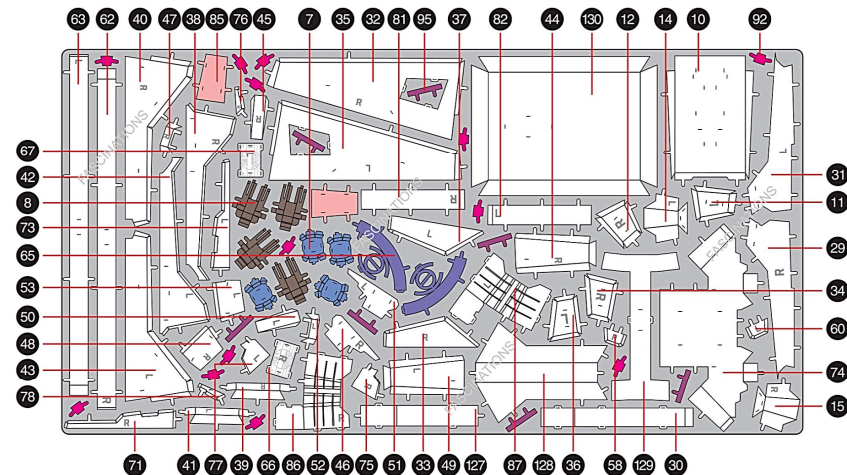 63 62 40 47 38 85 76 45 7 35 32 81 95 37 82 44 130 12 14 10 92
67
42
8
73
65
53
50
48
43
78
31
11
29
34
60
74
15
71 41 77 39 66 86 52 46 75 51 33 49 127 87 128 36 58 129 30
FASCINATIONS
FASCINATIONS
FASCINATIONS
FASCINATIONS
L
R
R
R
L
R
L
R
L
L
R
L
R
L
R
L
R
L
R
L
R
L
R